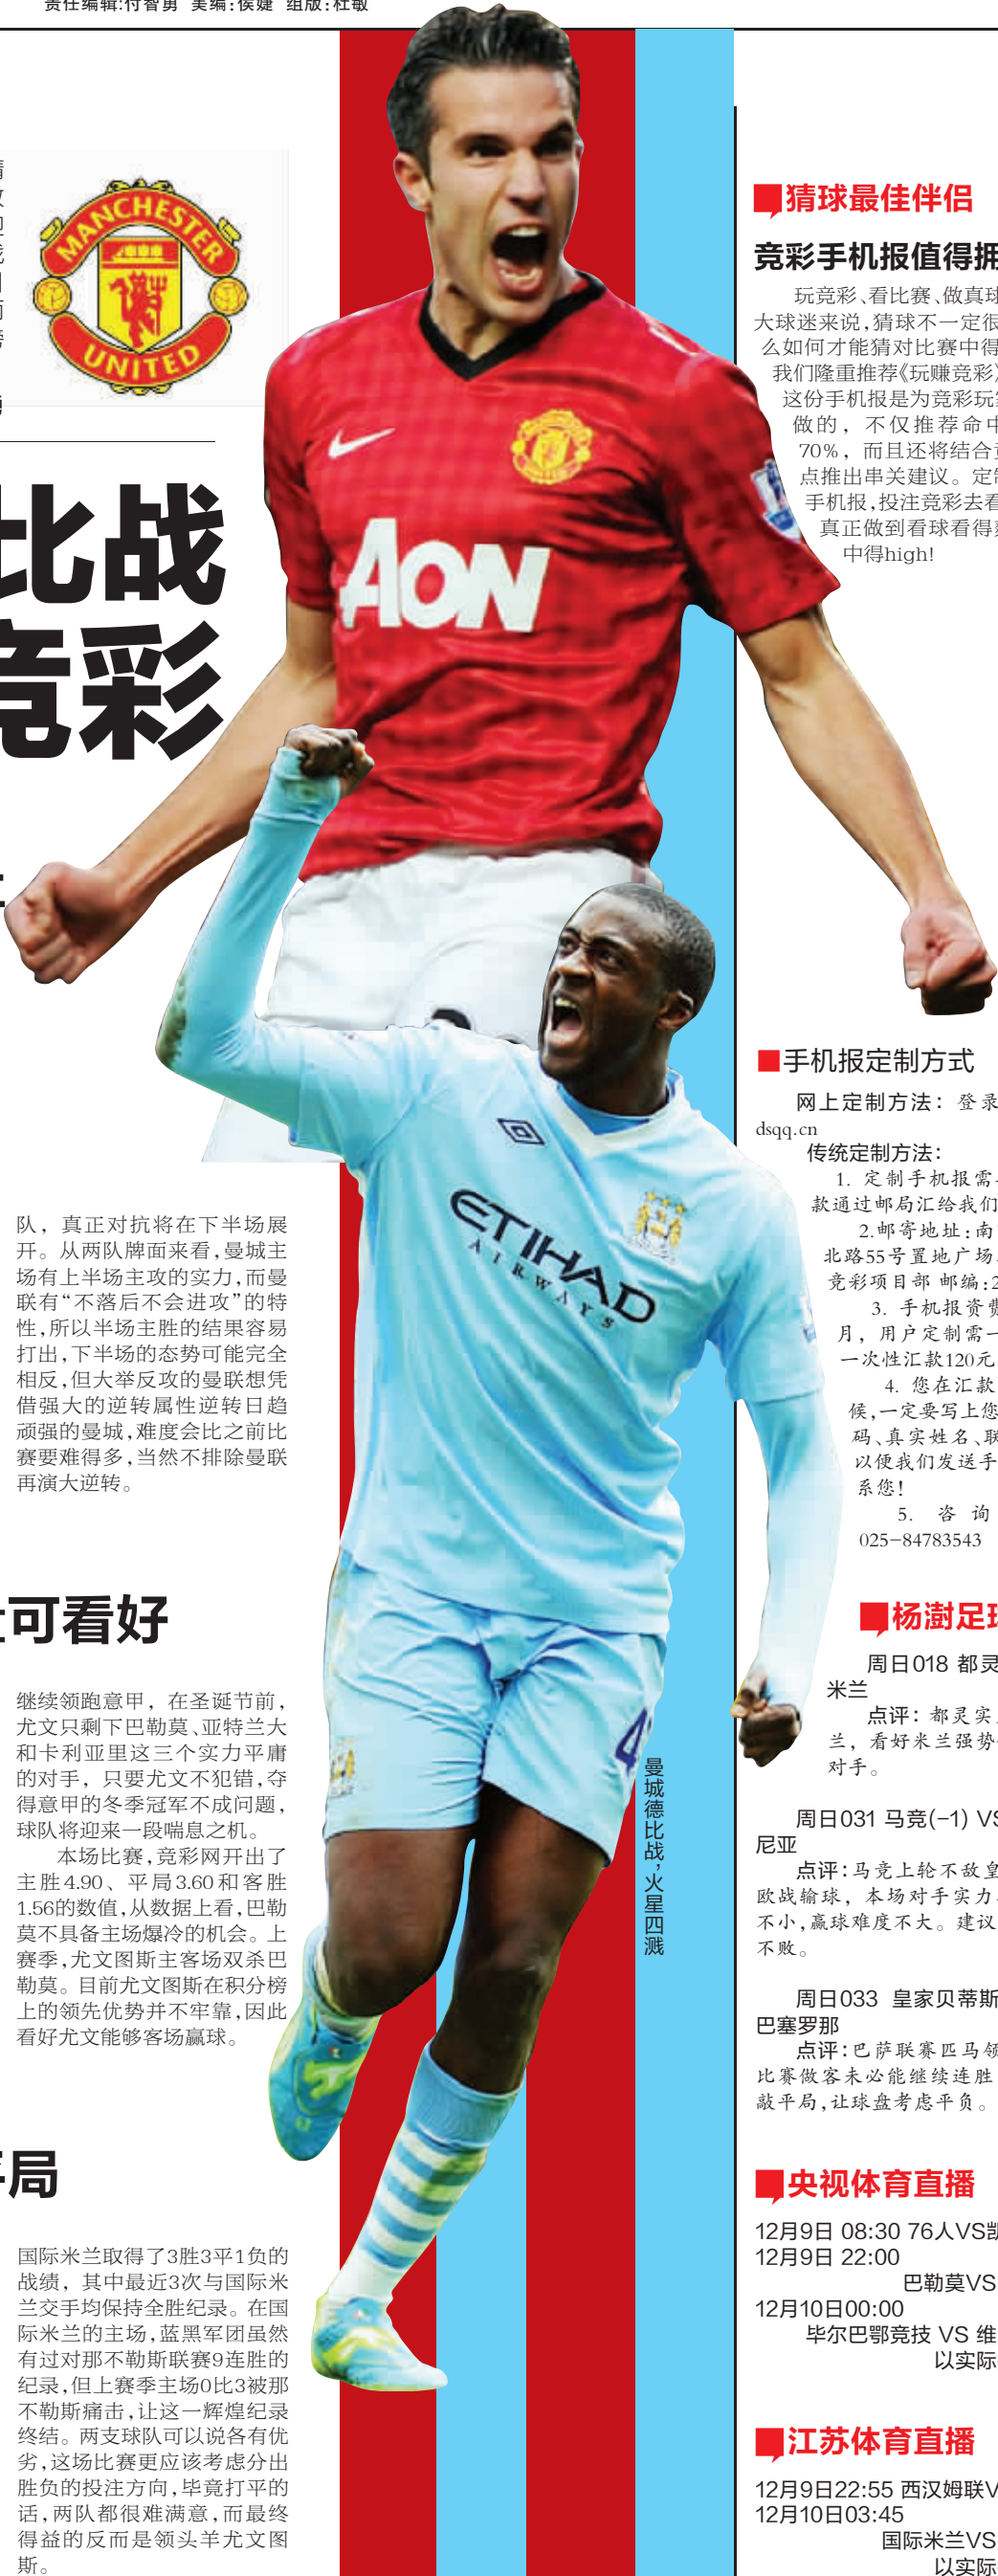 责任编辑:付智勇 美编:侯婕 组版:杜敏
MANCHESTER
UNITED
比战
竞彩
AON
ETIHAD
AIRWAYS
4
队，真正对抗将在下半场展
开。从两队牌面来看,曼城主
场有上半场主攻的实力,而曼
联有“不落后不会进攻”的特
性,所以半场主胜的结果容易
打出,下半场的态势可能完全
相反,但大举反攻的曼联想凭
借强大的逆转属性逆转日趋
顽强的曼城,难度会比之前比
赛要难得多,当然不排除曼联
再演大逆转。
可看好
继续领跑意甲，在圣诞节前，
尤文只剩下巴勒莫、亚特兰大
和卡利亚里这三个实力平庸
的对手，只要尤文不犯错,夺
得意甲的冬季冠军不成问题，
球队将迎来一段喘息之机。
本场比赛,竞彩网开出了
主胜4.90、平局3.60和客胜
1.56的数值,从数据上看,巴勒
莫不具备主场爆冷的机会。上
赛季,尤文图斯主客场双杀巴
勒莫。目前尤文图斯在积分榜
上的领先优势并不牢靠,因此
看好尤文能够客场赢球。
局
国际米兰取得了3胜3平1负的
战绩，其中最近3次与国际米
兰交手均保持全胜纪录。在国
际米兰的主场,蓝黑军团虽然
有过对那不勒斯联赛9连胜的
纪录,但上赛季主场0比3被那
不勒斯痛击,让这一辉煌纪录
终结。两支球队可以说各有优
劣,这场比赛更应该考虑分出
胜负的投注方向,毕竟打平的
话,两队都很难满意,而最终
得益的反而是领头羊尤文图
斯。
曼城德比战,火星四溅
猜球最佳伴侣
竞彩手机报值得拥
玩竞彩、看比赛、做真球
大球迷来说,猜球不一定很
么如何才能猜对比赛中得
我们隆重推荐《玩赚竞彩》
这份手机报是为竞彩玩
做的，不仅推荐命中
70%，而且还将结合
点推出串关建议。定
手机报,投注竞彩去看
真正做到看球看得
中得high!
手机报定制方式
网上定制方法：登录
dsqq.cn
传统定制方法：
1. 定制手机报需
款通过邮局汇给我们
2.邮寄地址:南
北路55号置地广场
竞彩项目部 邮编:2
3. 手机报资费
月，用户定制需一
一次性汇款120元
4. 您在汇款
候,一定要写上您
码、真实姓名、联
以便我们发送手
系您!
5. 咨询
025-84783543
杨澍足球
周日018 都灵
米兰
点评：都灵实
兰，看好米兰强势
对手。
周日031 马竞(-1) VS
尼亚
点评:马竞上轮不敌皇
欧战输球，本场对手实力
不小,赢球难度不大。建议
不败。
周日033 皇家贝蒂斯
巴塞罗那
点评:巴萨联赛匹马领
比赛做客未必能继续连胜
敲平局,让球盘考虑平负。
央视体育直播
12月9日 08:30 76人VS凯
12月9日 22:00
巴勒莫VS
12月10日00:00
毕尔巴鄂竞技 VS 维
以实际
江苏体育直播
12月9日22:55 西汉姆联V
12月10日03:45
国际米兰VS
以实际